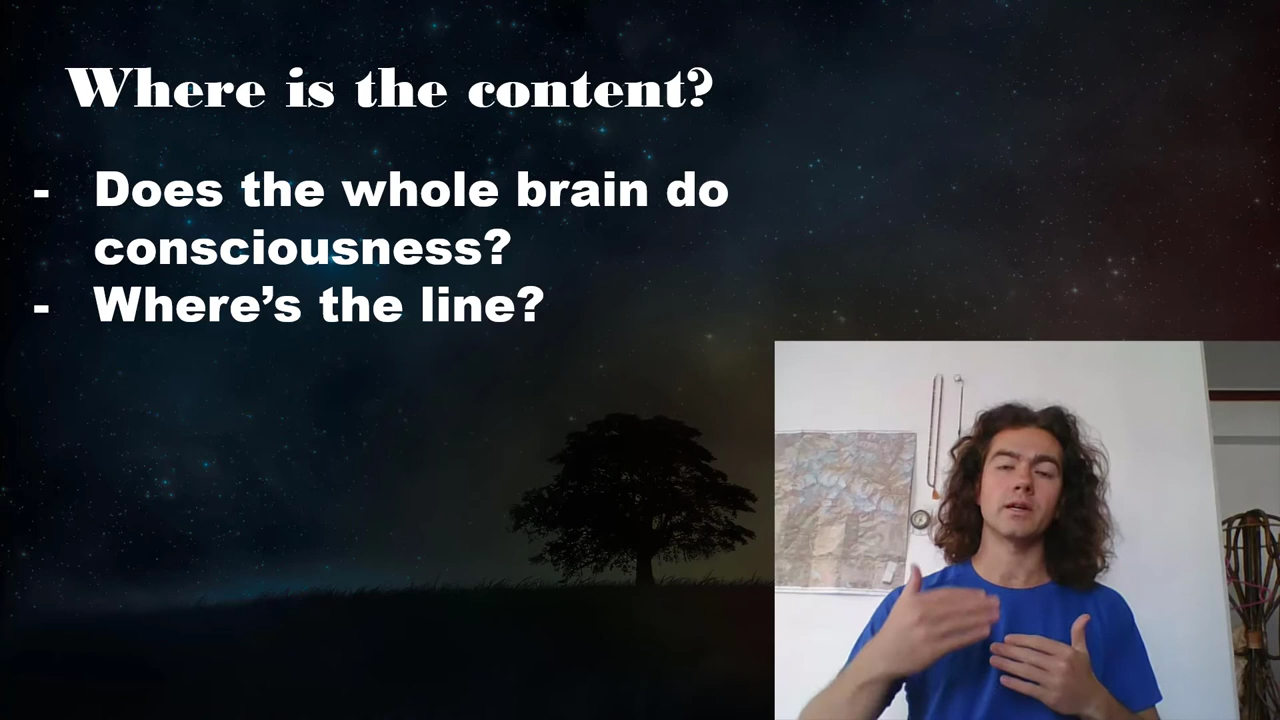 Where is the content?
- Does the whole brain do
consciousness?
- Where's the line?